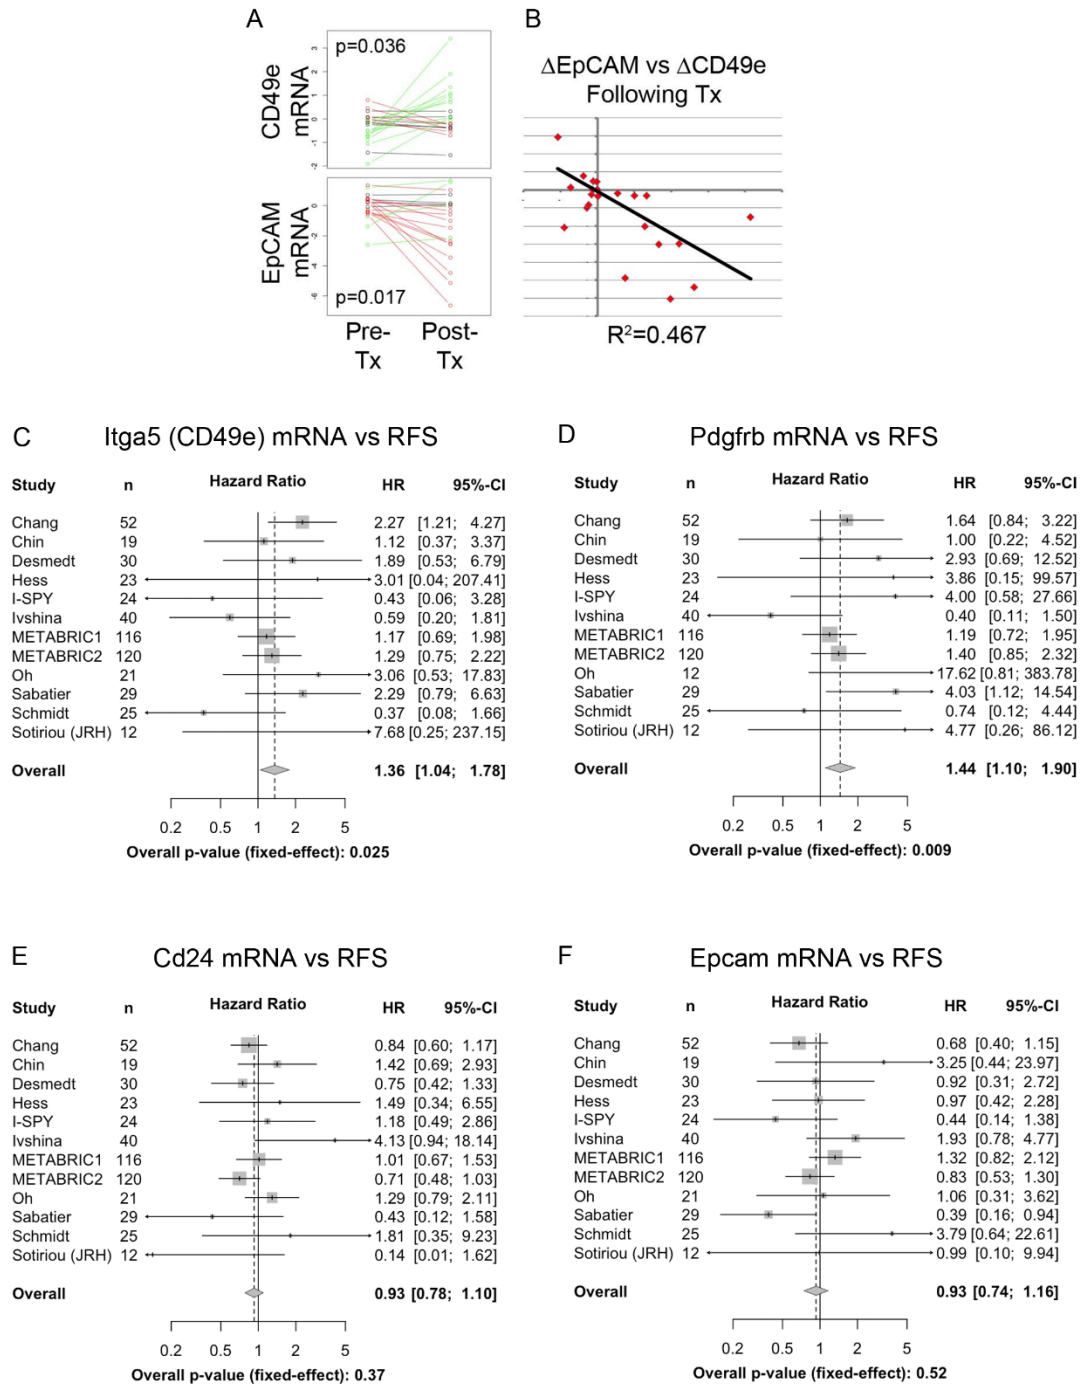 A
B
CD49e
mRNA
p=0.036
3
2
1
0
-1
-2
EpCAM
mRNA
p=0.017
0
-2
-4
-6
Pre-
Tx
Post-
Tx
ΔEpCAM vs ΔCD49e
Following Tx
R²=0.467
C Itga5 (CD49e) mRNA vs RFS
Study n Hazard Ratio HR 95%-CI
Chang 52 2.27 [1.21; 4.27]
Chin 19 1.12 [0.37; 3.37]
Desmedt 30 1.89 [0.53; 6.79]
Hess 23 3.01 [0.04; 207.41]
I-SPY 24 0.43 [0.06; 3.28]
Ivshina 40 0.59 [0.20; 1.81]
METABRIC1 116 1.17 [0.69; 1.98]
METABRIC2 120 1.29 [0.75; 2.22]
Oh 21 3.06 [0.53; 17.83]
Sabatier 29 2.29 [0.79; 6.63]
Schmidt 25 0.37 [0.08; 1.66]
Sotiriou (JRH) 12 7.68 [0.25; 237.15]
Overall 1.36 [1.04; 1.78]
0.2 0.5 1 2 5
Overall p-value (fixed-effect): 0.025
D Pdgfrb mRNA vs RFS
Study n Hazard Ratio HR 95%-CI
Chang 52 1.64 [0.84; 3.22]
Chin 19 1.00 [0.22; 4.52]
Desmedt 30 2.93 [0.69; 12.52]
Hess 23 3.86 [0.15; 99.57]
I-SPY 24 4.00 [0.58; 27.66]
Ivshina 40 0.40 [0.11; 1.50]
METABRIC1 116 1.19 [0.72; 1.95]
METABRIC2 120 1.40 [0.85; 2.32]
Oh 12 17.62 [0.81; 383.78]
Sabatier 29 4.03 [1.12; 14.54]
Schmidt 25 0.74 [0.12; 4.44]
Sotiriou (JRH) 12 4.77 [0.26; 86.12]
Overall 1.44 [1.10; 1.90]
0.2 0.5 1 2 5
Overall p-value (fixed-effect): 0.009
E Cd24 mRNA vs RFS
Study n Hazard Ratio HR 95%-CI
Chang 52 0.84 [0.60; 1.17]
Chin 19 1.42 [0.69; 2.93]
Desmedt 30 0.75 [0.42; 1.33]
Hess 23 1.49 [0.34; 6.55]
I-SPY 24 1.18 [0.49; 2.86]
Ivshina 40 4.13 [0.94; 18.14]
METABRIC1 116 1.01 [0.67; 1.53]
METABRIC2 120 0.71 [0.48; 1.03]
Oh 21 1.29 [0.79; 2.11]
Sabatier 29 0.43 [0.12; 1.58]
Schmidt 25 1.81 [0.35; 9.23]
Sotiriou (JRH) 12 0.14 [0.01; 1.62]
Overall 0.93 [0.78; 1.10]
0.2 0.5 1 2 5
Overall p-value (fixed-effect): 0.37
F Epcam mRNA vs RFS
Study n Hazard Ratio HR 95%-CI
Chang 52 0.68 [0.40; 1.15]
Chin 19 3.25 [0.44; 23.97]
Desmedt 30 0.92 [0.31; 2.72]
Hess 23 0.97 [0.42; 2.28]
I-SPY 24 0.44 [0.14; 1.38]
Ivshina 40 1.93 [0.78; 4.77]
METABRIC1 116 1.32 [0.82; 2.12]
METABRIC2 120 0.83 [0.53; 1.30]
Oh 21 1.06 [0.31; 3.62]
Sabatier 29 0.39 [0.16; 0.94]
Schmidt 25 3.79 [0.64; 22.61]
Sotiriou (JRH) 12 0.99 [0.10; 9.94]
Overall 0.93 [0.74; 1.16]
0.2 0.5 1 2 5
Overall p-value (fixed-effect): 0.52